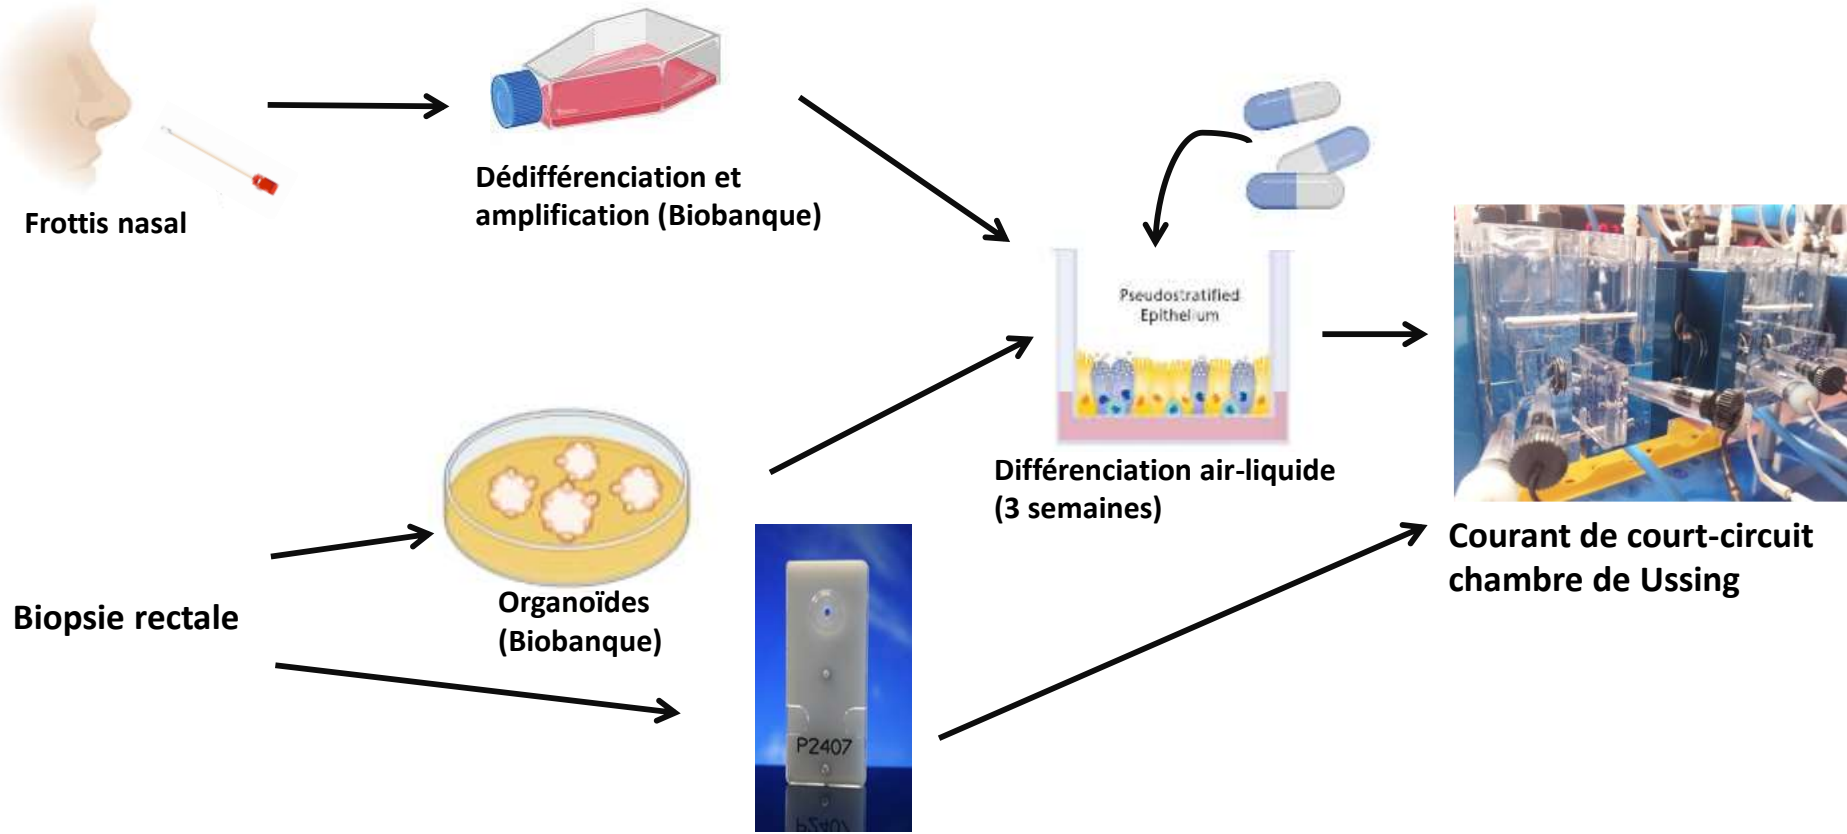 Frottis nasal
Dédifférenciation et
amplification (Biobanque)
Pseudostratified
Epithelium
Différenciation air-liquide
(3 semaines)
Courant de court-circuit
chambre de Ussing
Biopsie rectale
Organoïdes
(Biobanque)
P2407
P2407